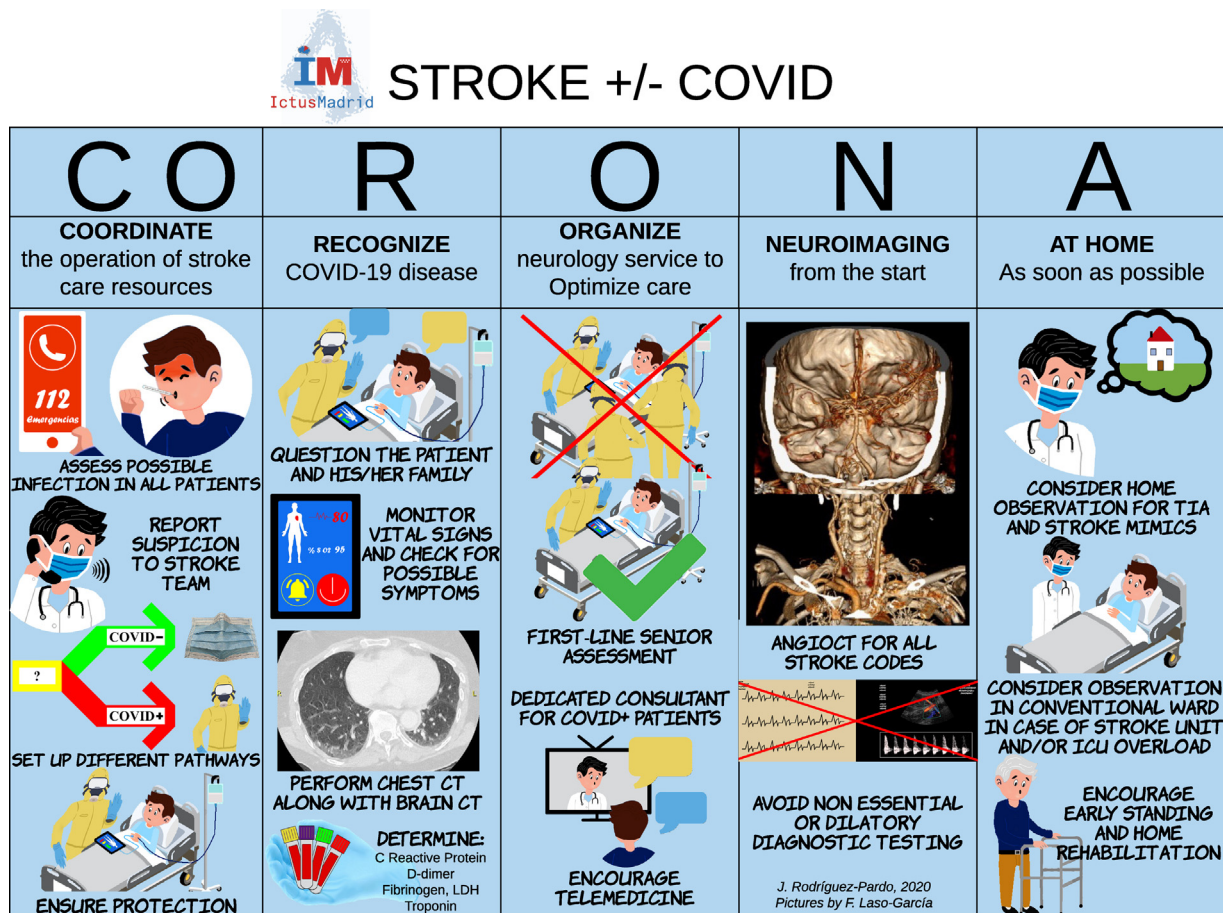 IM
IctusMadrid
STROKE +/- COVID
C O
R
O
N
A
COORDINATE
the operation of stroke
care resources
RECOGNIZE
COVID-19 disease
ORGANIZE
neurology service to
Optimize care
NEUROIMAGING
from the start
AT HOME
As soon as possible
112
Emergencias
ASSESS POSSIBLE
INFECTION IN ALL PATIENTS
REPORT
SUSPICION
TO STROKE
TEAM
COVID-
?
COVID+
SET UP DIFFERENT PATHWAYS
ENSURE PROTECTION
QUESTION THE PATIENT
AND HIS/HER FAMILY
80
MONITOR
VITAL SIGNS
AND CHECK FOR
POSSIBLE
SYMPTOMS
PERFORM CHEST CT
ALONG WITH BRAIN CT
DETERMINE:
C Reactive Protein
D-dimer
Fibrinogen, LDH
Troponin
FIRST-LINE SENIOR
ASSESSMENT
DEDICATED CONSULTANT
FOR COVID+ PATIENTS
ENCOURAGE
TELEMEDICINE
ANGIOCT FOR ALL
STROKE CODES
AVOID NON ESSENTIAL
OR DILATORY
DIAGNOSTIC TESTING
J. Rodríguez-Pardo, 2020
Pictures by F. Laso-García
CONSIDER HOME
OBSERVATION FOR TIA
AND STROKE MIMICS
CONSIDER OBSERVATION
IN CONVENTIONAL WARD
IN CASE OF STROKE UNIT
AND/OR ICU OVERLOAD
ENCOURAGE
EARLY STANDING
AND HOME
REHABILITATION